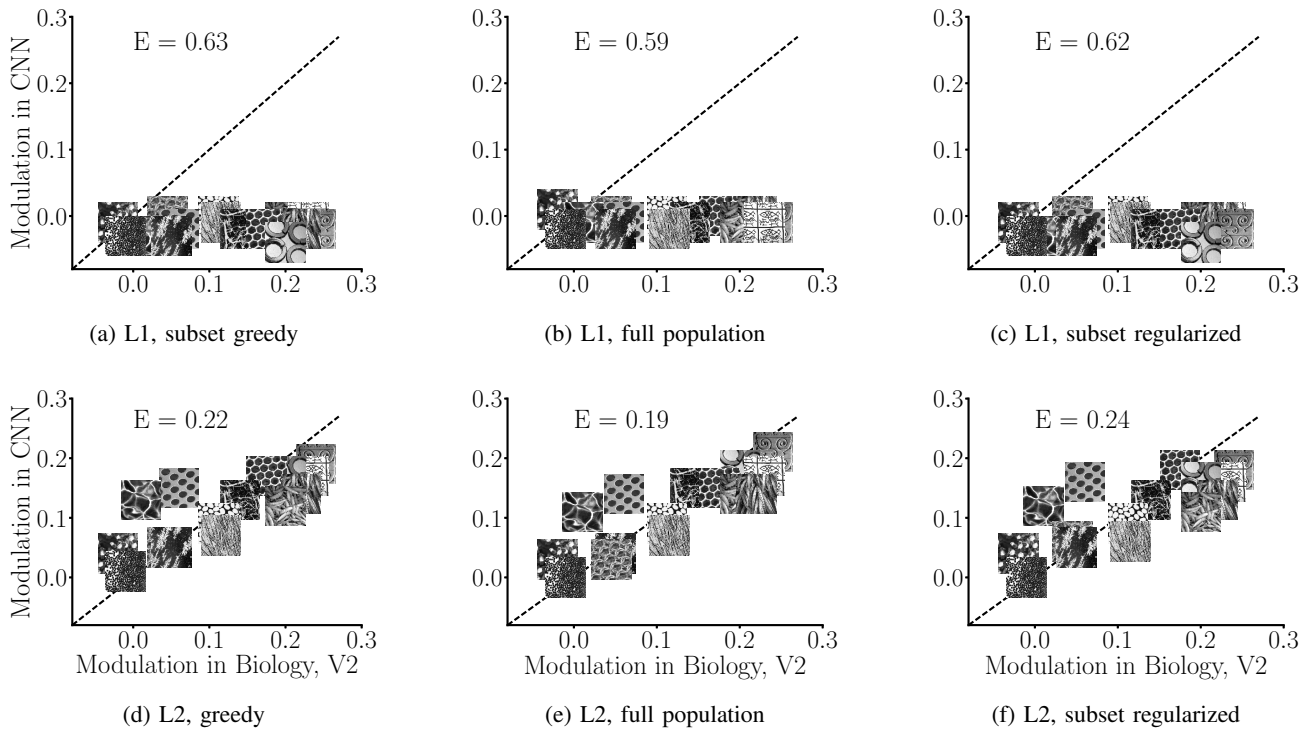 0.3
0.2
0.1
0.0
Modulation in CNN
E = 0.63
0.0 0.1 0.2 0.3
(a) L1, subset greedy
0.3
0.2
0.1
0.0
E = 0.59
0.0 0.1 0.2 0.3
(b) L1, full population
0.3
0.2
0.1
0.0
E = 0.62
0.0 0.1 0.2 0.3
(c) L1, subset regularized
0.3
0.2
0.1
0.0
Modulation in CNN
E = 0.22
0.0 0.1 0.2 0.3
Modulation in Biology, V2
(d) L2, greedy
0.3
0.2
0.1
0.0
E = 0.19
0.0 0.1 0.2 0.3
Modulation in Biology, V2
(e) L2, full population
0.3
0.2
0.1
0.0
E = 0.24
0.0 0.1 0.2 0.3
Modulation in Biology, V2
(f) L2, subset regularized